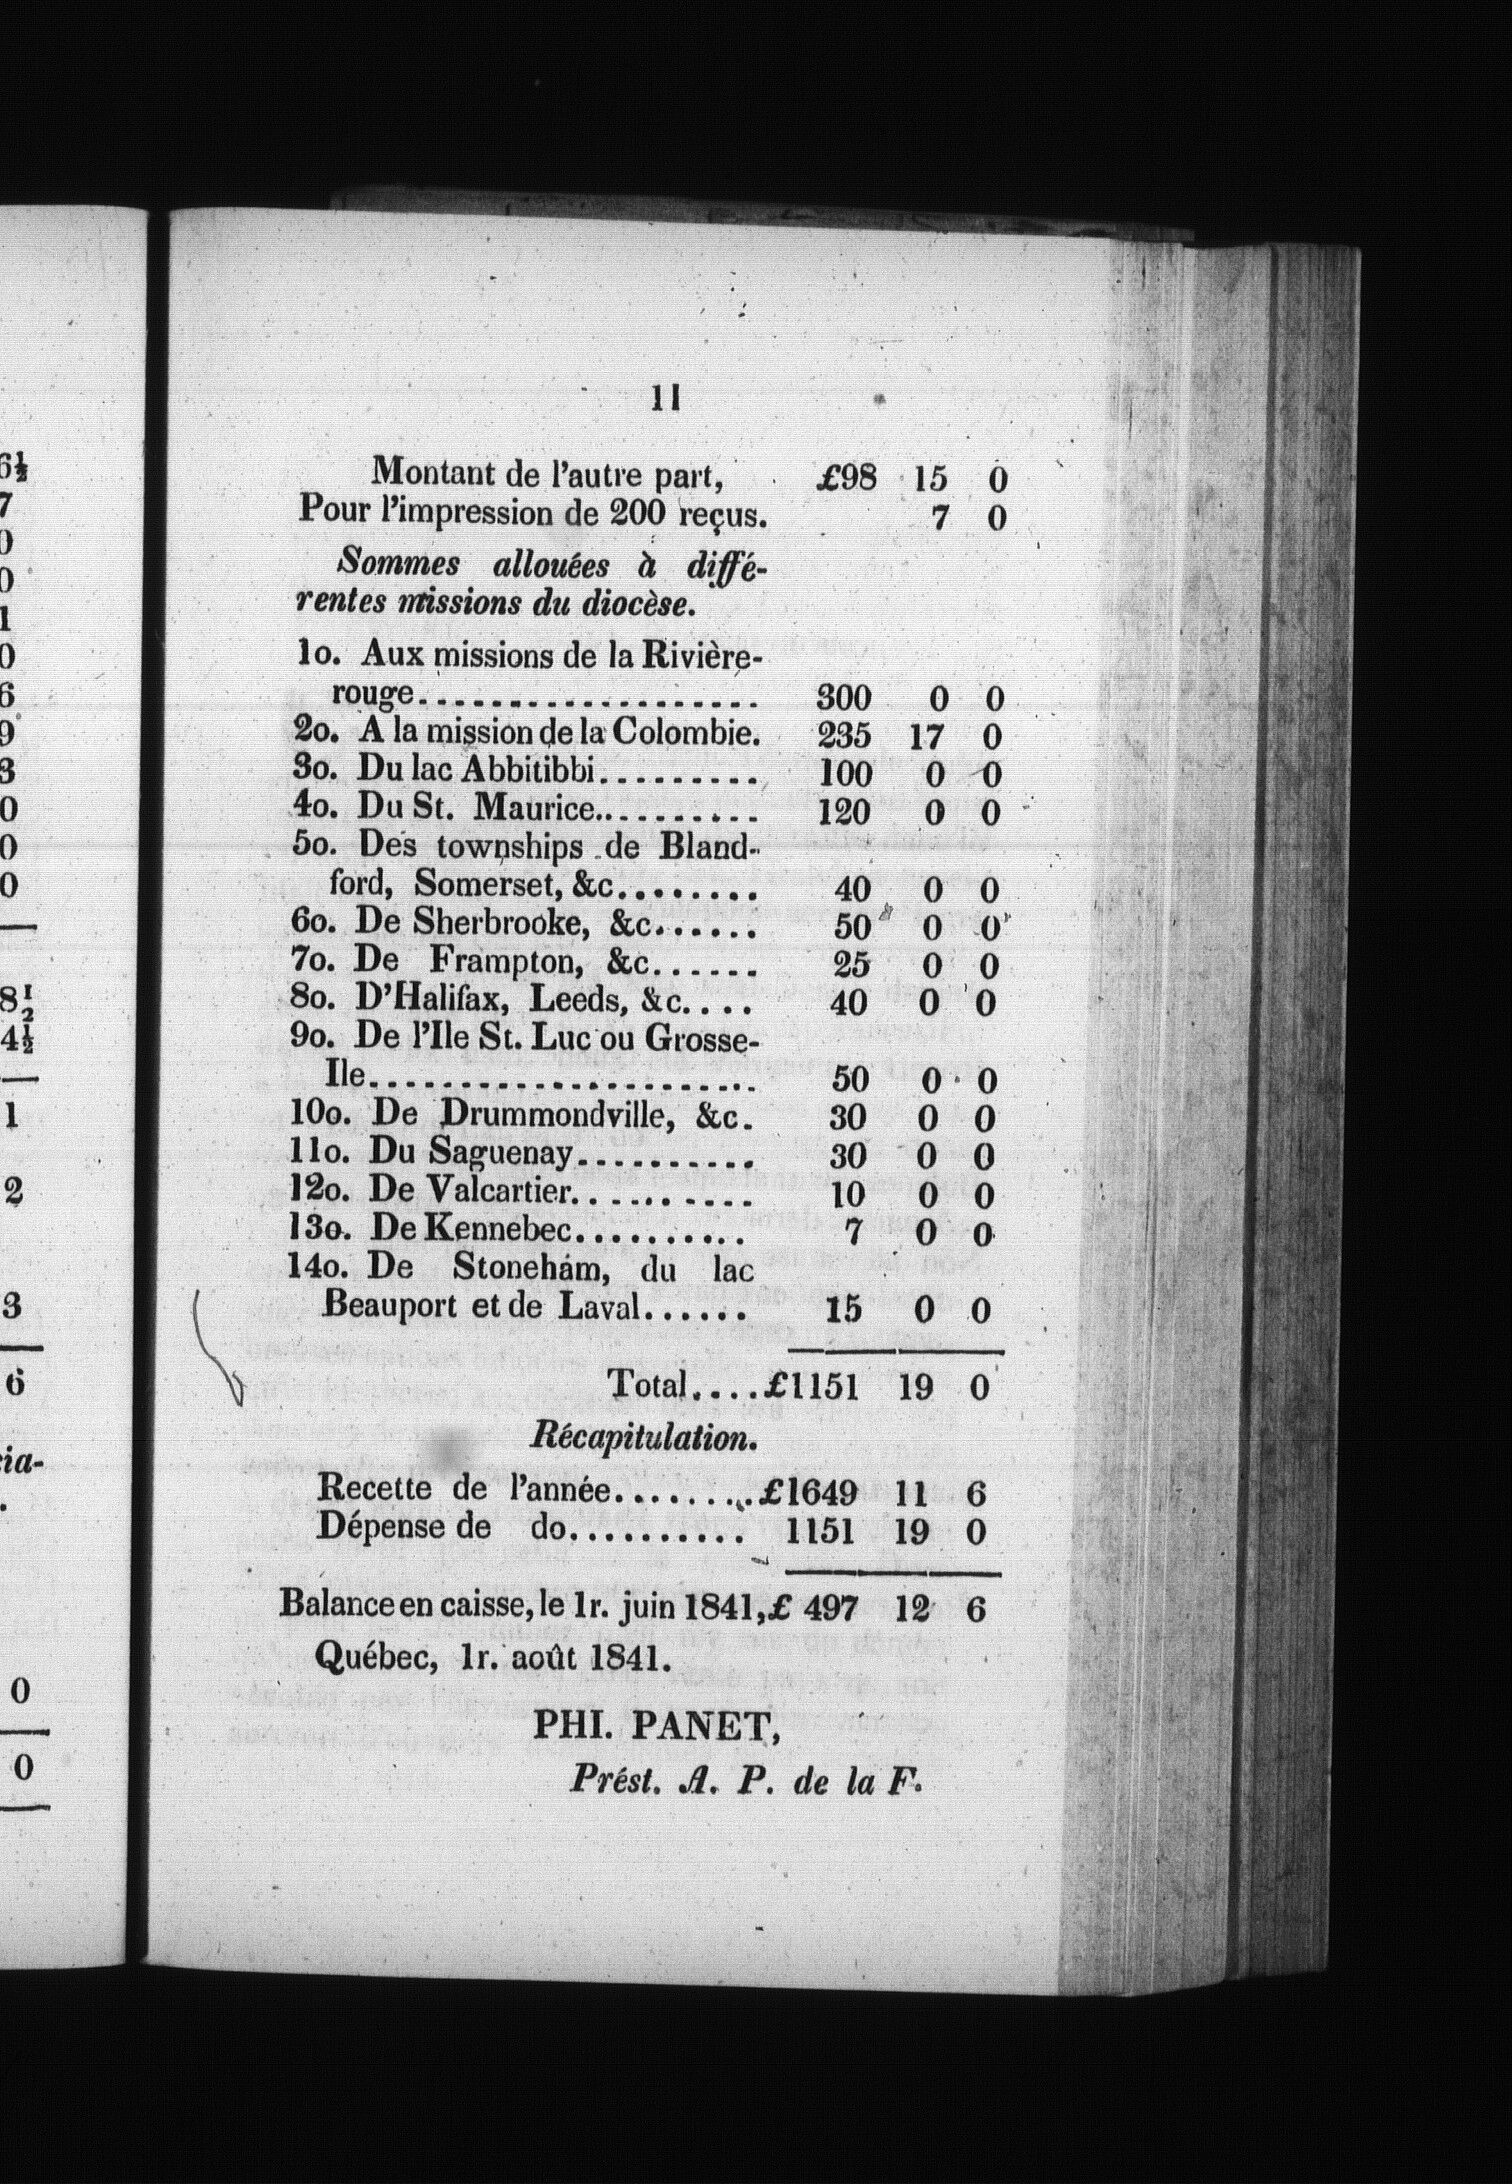 11
Montant de l'autre part, £98 15 0
Pour l'impression de 200 reçus. 7 0
Sommes allouées à diffé-
rentes missions du diocèse.
1o. Aux missions de la Rivière-
rouge................... 300 0 0
2o. A la mission de la Colombie. 235 17 0
3o. Du lac Abbitibbi......... 100 0 0
4o. Du St. Maurice.......... 120 0 0
5o. Des townships de Bland-
ford, Somerset, &c........ 40 0 0
6o. De Sherbrooke, &c...... 50 0 0
7o. De Frampton, &c...... 25 0 0
8o. D'Halifax, Leeds, &c.... 40 0 0
9o. De l'Ile St. Luc ou Grosse-
Ile...................... 50 0 0
10o. De Drummondville, &c. 30 0 0
11o. Du Saguenay.......... 30 0 0
12o. De Valcartier.......... 10 0 0
13o. De Kennebec.......... 7 0 0
14o. De Stoneham, du lac
Beauport et de Laval...... 15 0 0
Total....£1151 19 0
Récapitulation.
Recette de l'année........£1649 11 6
Dépense de do.......... 1151 19 0
Balance en caisse, le 1r. juin 1841,£ 497 12 6
Québec, 1r. août 1841.
PHI. PANET,
Prést. A. P. de la F.